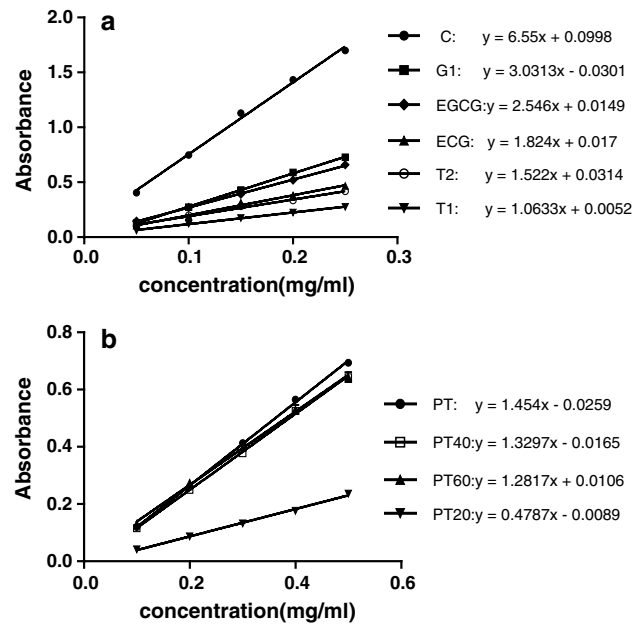 a
2.0
1.5
1.0
0.5
0.0
0.0 0.1 0.2 0.3
Absorbance
concentration(mg/ml)
C: y = 6.55x + 0.0998
G1: y = 3.0313x - 0.0301
EGCG:y = 2.546x + 0.0149
ECG: y = 1.824x + 0.017
T2: y = 1.522x + 0.0314
T1: y = 1.0633x + 0.0052
b
0.8
0.6
0.4
0.2
0.0
0.0 0.2 0.4 0.6
Absorbance
concentration(mg/ml)
PT: y = 1.454x - 0.0259
PT40:y = 1.3297x - 0.0165
PT60:y = 1.2817x + 0.0106
PT20:y = 0.4787x - 0.0089